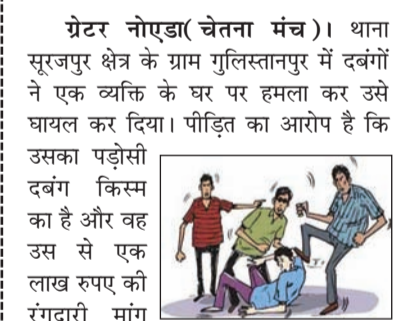 ग्रेटर नोएडा( चेतना मंच )। थाना
सूरजपुर क्षेत्र के ग्राम गुलिस्तानपुर में दबंगों
ने एक व्यक्ति के घर पर हमला कर उसे
घायल कर दिया। पीड़ित का आरोप है कि
उसका पड़ोसी
दबंग किस्म
का है और वह
उस से एक
लाख रुपए की
रंगदारी मांग